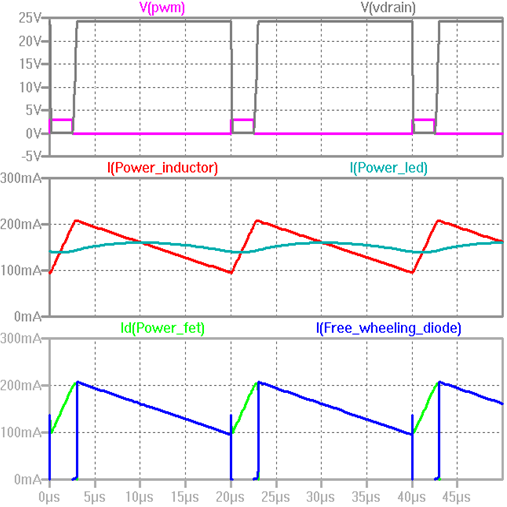 V(pwm) V(vdrain)
25V
20V
15V
10V
5V
0V
-5V
I(Power_inductor) I(Power_led)
300mA
200mA
100mA
0mA
Id(Power_fet) I(Free_wheeling_diode)
300mA
200mA
100mA
0mA
0µs 5µs 10µs 15µs 20µs 25µs 30µs 35µs 40µs 45µs